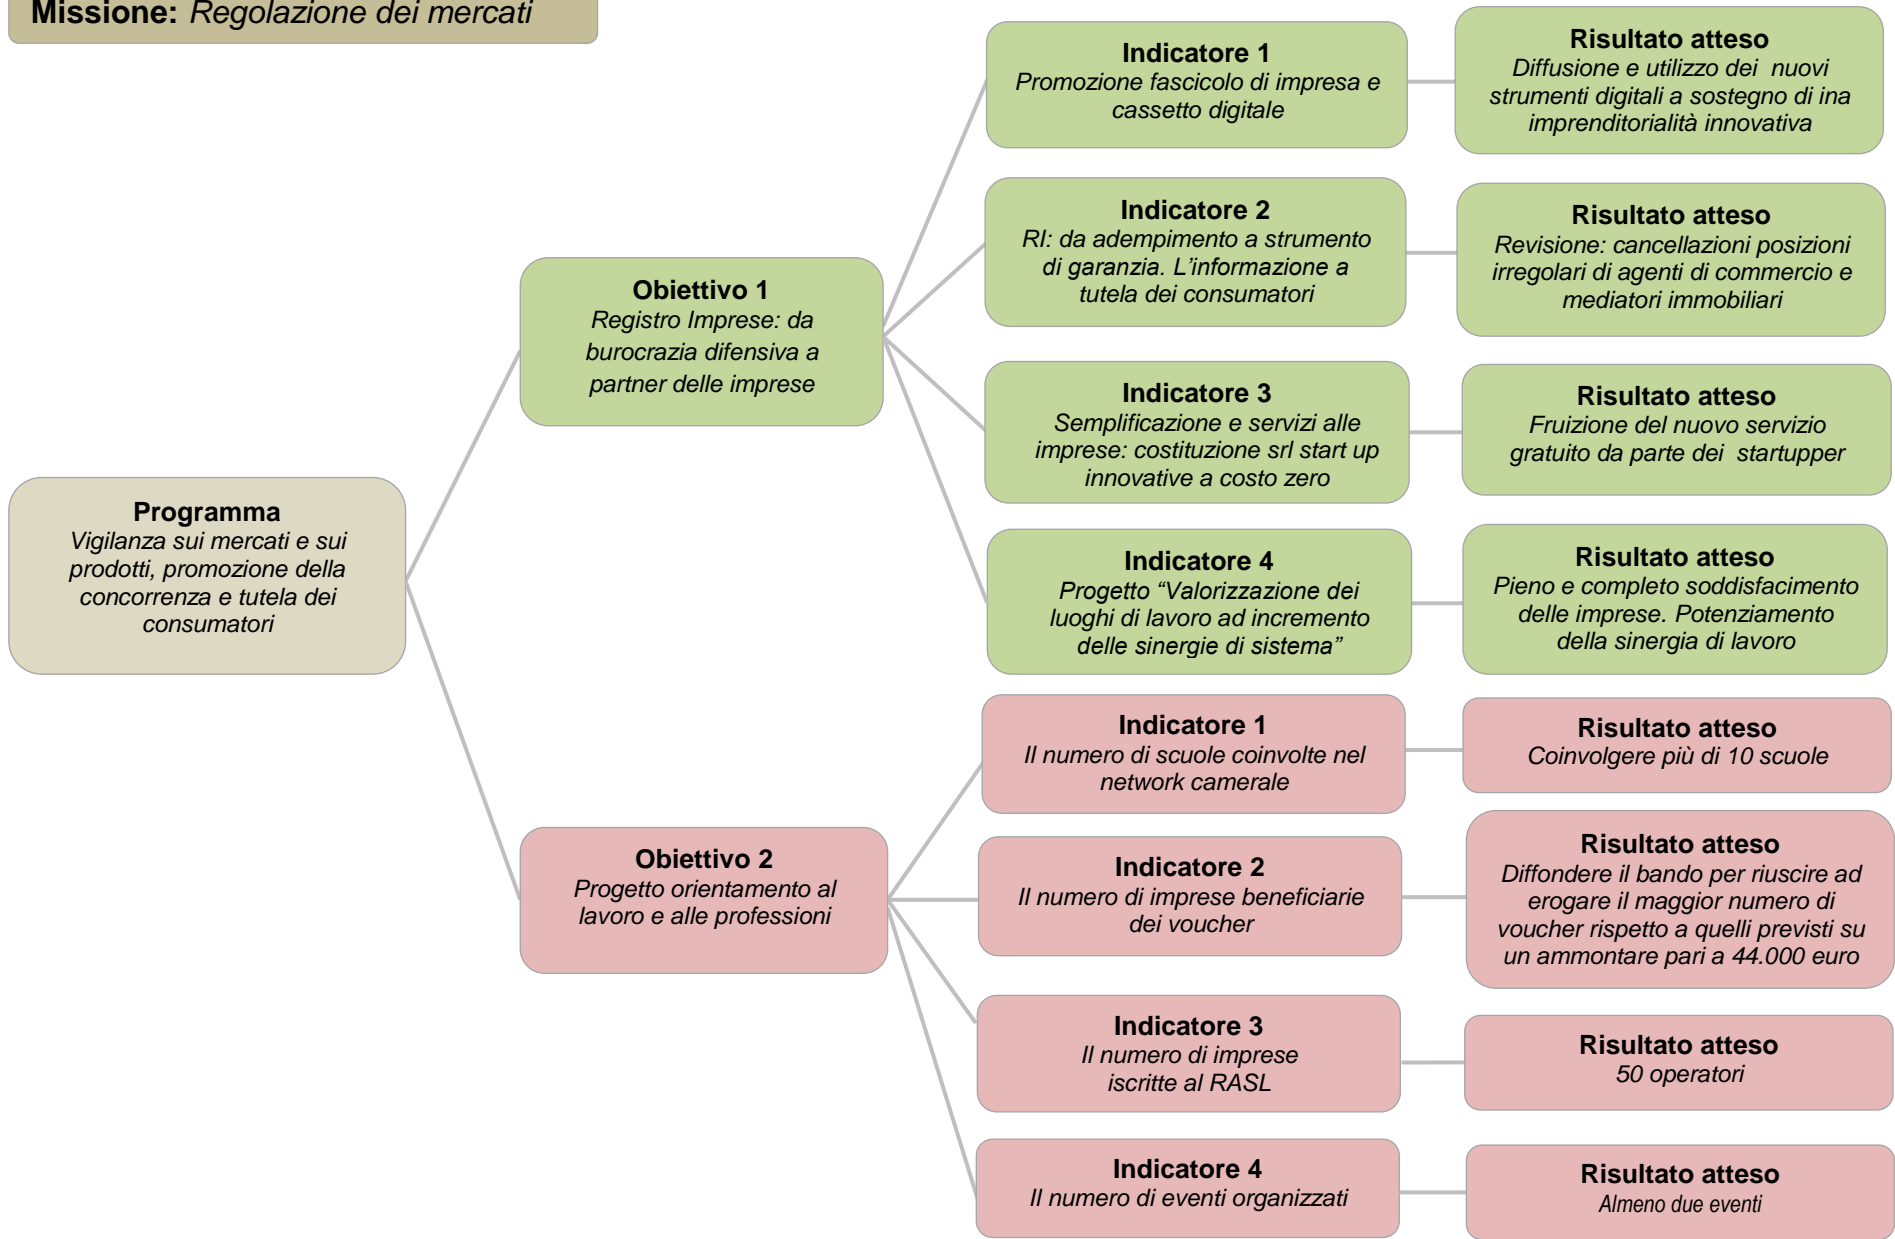 Missione: Regolazione dei mercati
Programma
Vigilanza sui mercati e sui
prodotti, promozione della
concorrenza e tutela dei
consumatori
Obiettivo 1
Registro Imprese: da
burocrazia difensiva a
partner delle imprese
Indicatore 1
Promozione fascicolo di impresa e
cassetto digitale
Risultato atteso
Diffusione e utilizzo dei nuovi
strumenti digitali a sostegno di ina
imprenditorialità innovativa
Indicatore 2
RI: da adempimento a strumento
di garanzia. L'informazione a
tutela dei consumatori
Risultato atteso
Revisione: cancellazioni posizioni
irregolari di agenti di commercio e
mediatori immobiliari
Indicatore 3
Semplificazione e servizi alle
imprese: costituzione srl start up
innovative a costo zero
Risultato atteso
Fruizione del nuovo servizio
gratuito da parte dei startupper
Indicatore 4
Progetto “Valorizzazione dei
luoghi di lavoro ad incremento
delle sinergie di sistema”
Risultato atteso
Pieno e completo soddisfacimento
delle imprese. Potenziamento
della sinergia di lavoro
Obiettivo 2
Progetto orientamento al
lavoro e alle professioni
Indicatore 1
Il numero di scuole coinvolte nel
network camerale
Risultato atteso
Coinvolgere più di 10 scuole
Indicatore 2
Il numero di imprese beneficiarie
dei voucher
Risultato atteso
Diffondere il bando per riuscire ad
erogare il maggior numero di
voucher rispetto a quelli previsti su
un ammontare pari a 44.000 euro
Indicatore 3
Il numero di imprese
iscritte al RASL
Risultato atteso
50 operatori
Indicatore 4
Il numero di eventi organizzati
Risultato atteso
Almeno due eventi